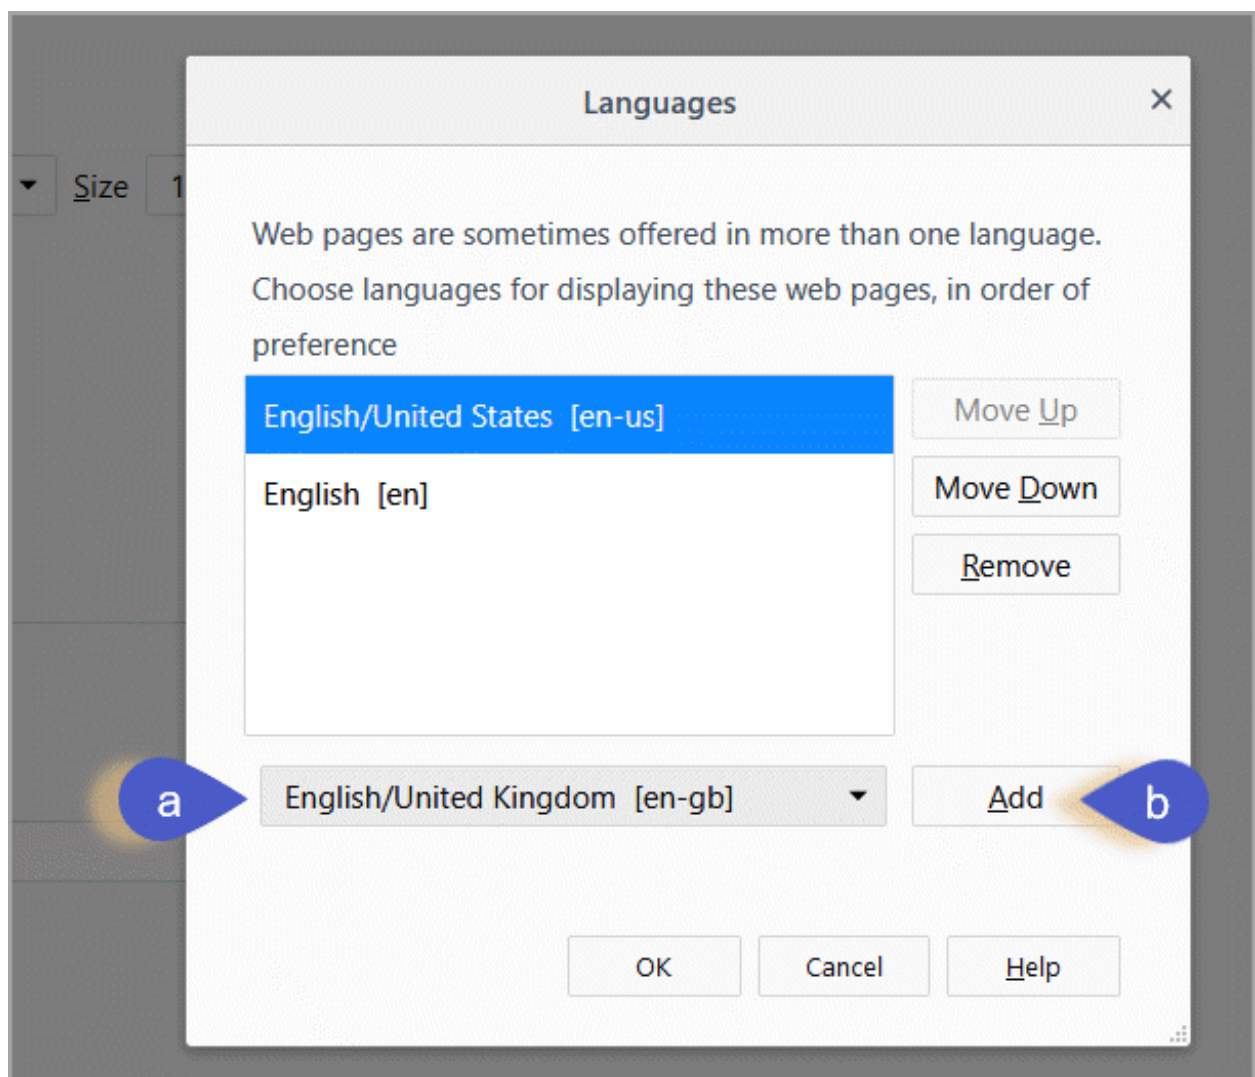 Languages
Size 1
Web pages are sometimes offered in more than one language.
Choose languages for displaying these web pages, in order of
preference
English/United States [en-us]
Move Up
English [en]
Move Down
Remove
a
English/United Kingdom [en-gb]
Add
b
OK
Cancel
Help